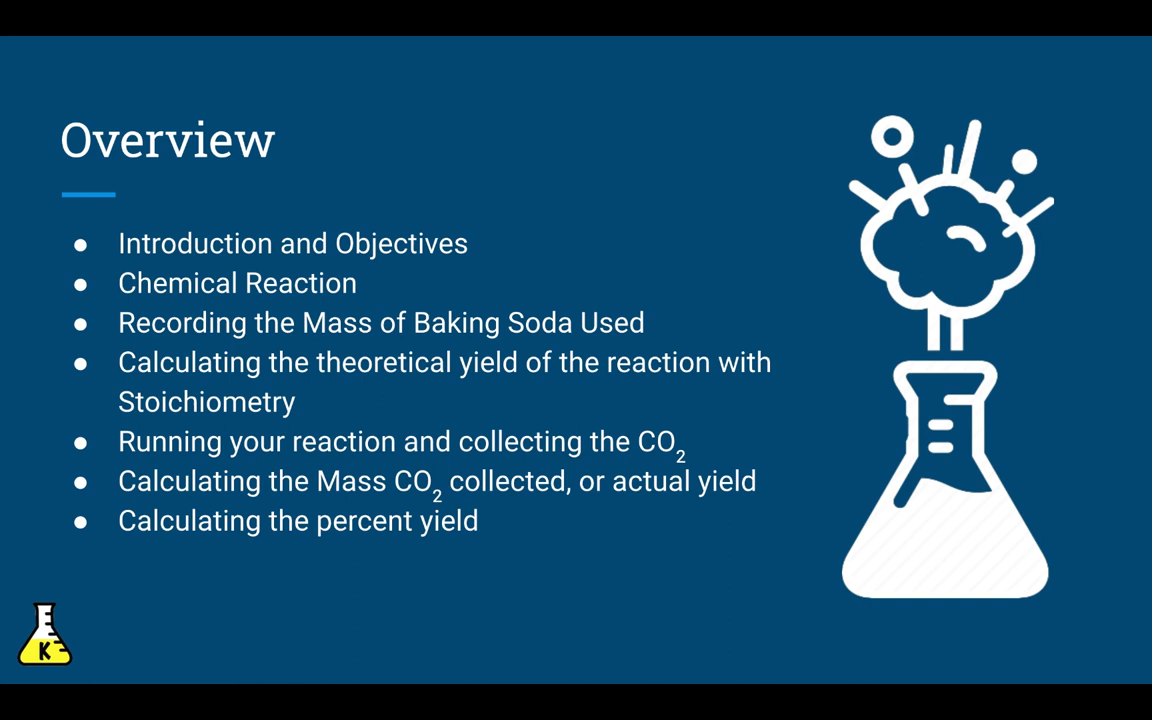 Overview
● Introduction and Objectives
● Chemical Reaction
● Recording the Mass of Baking Soda Used
● Calculating the theoretical yield of the reaction with
Stoichiometry
● Running your reaction and collecting the CO₂
● Calculating the Mass CO₂ collected, or actual yield
● Calculating the percent yield
K